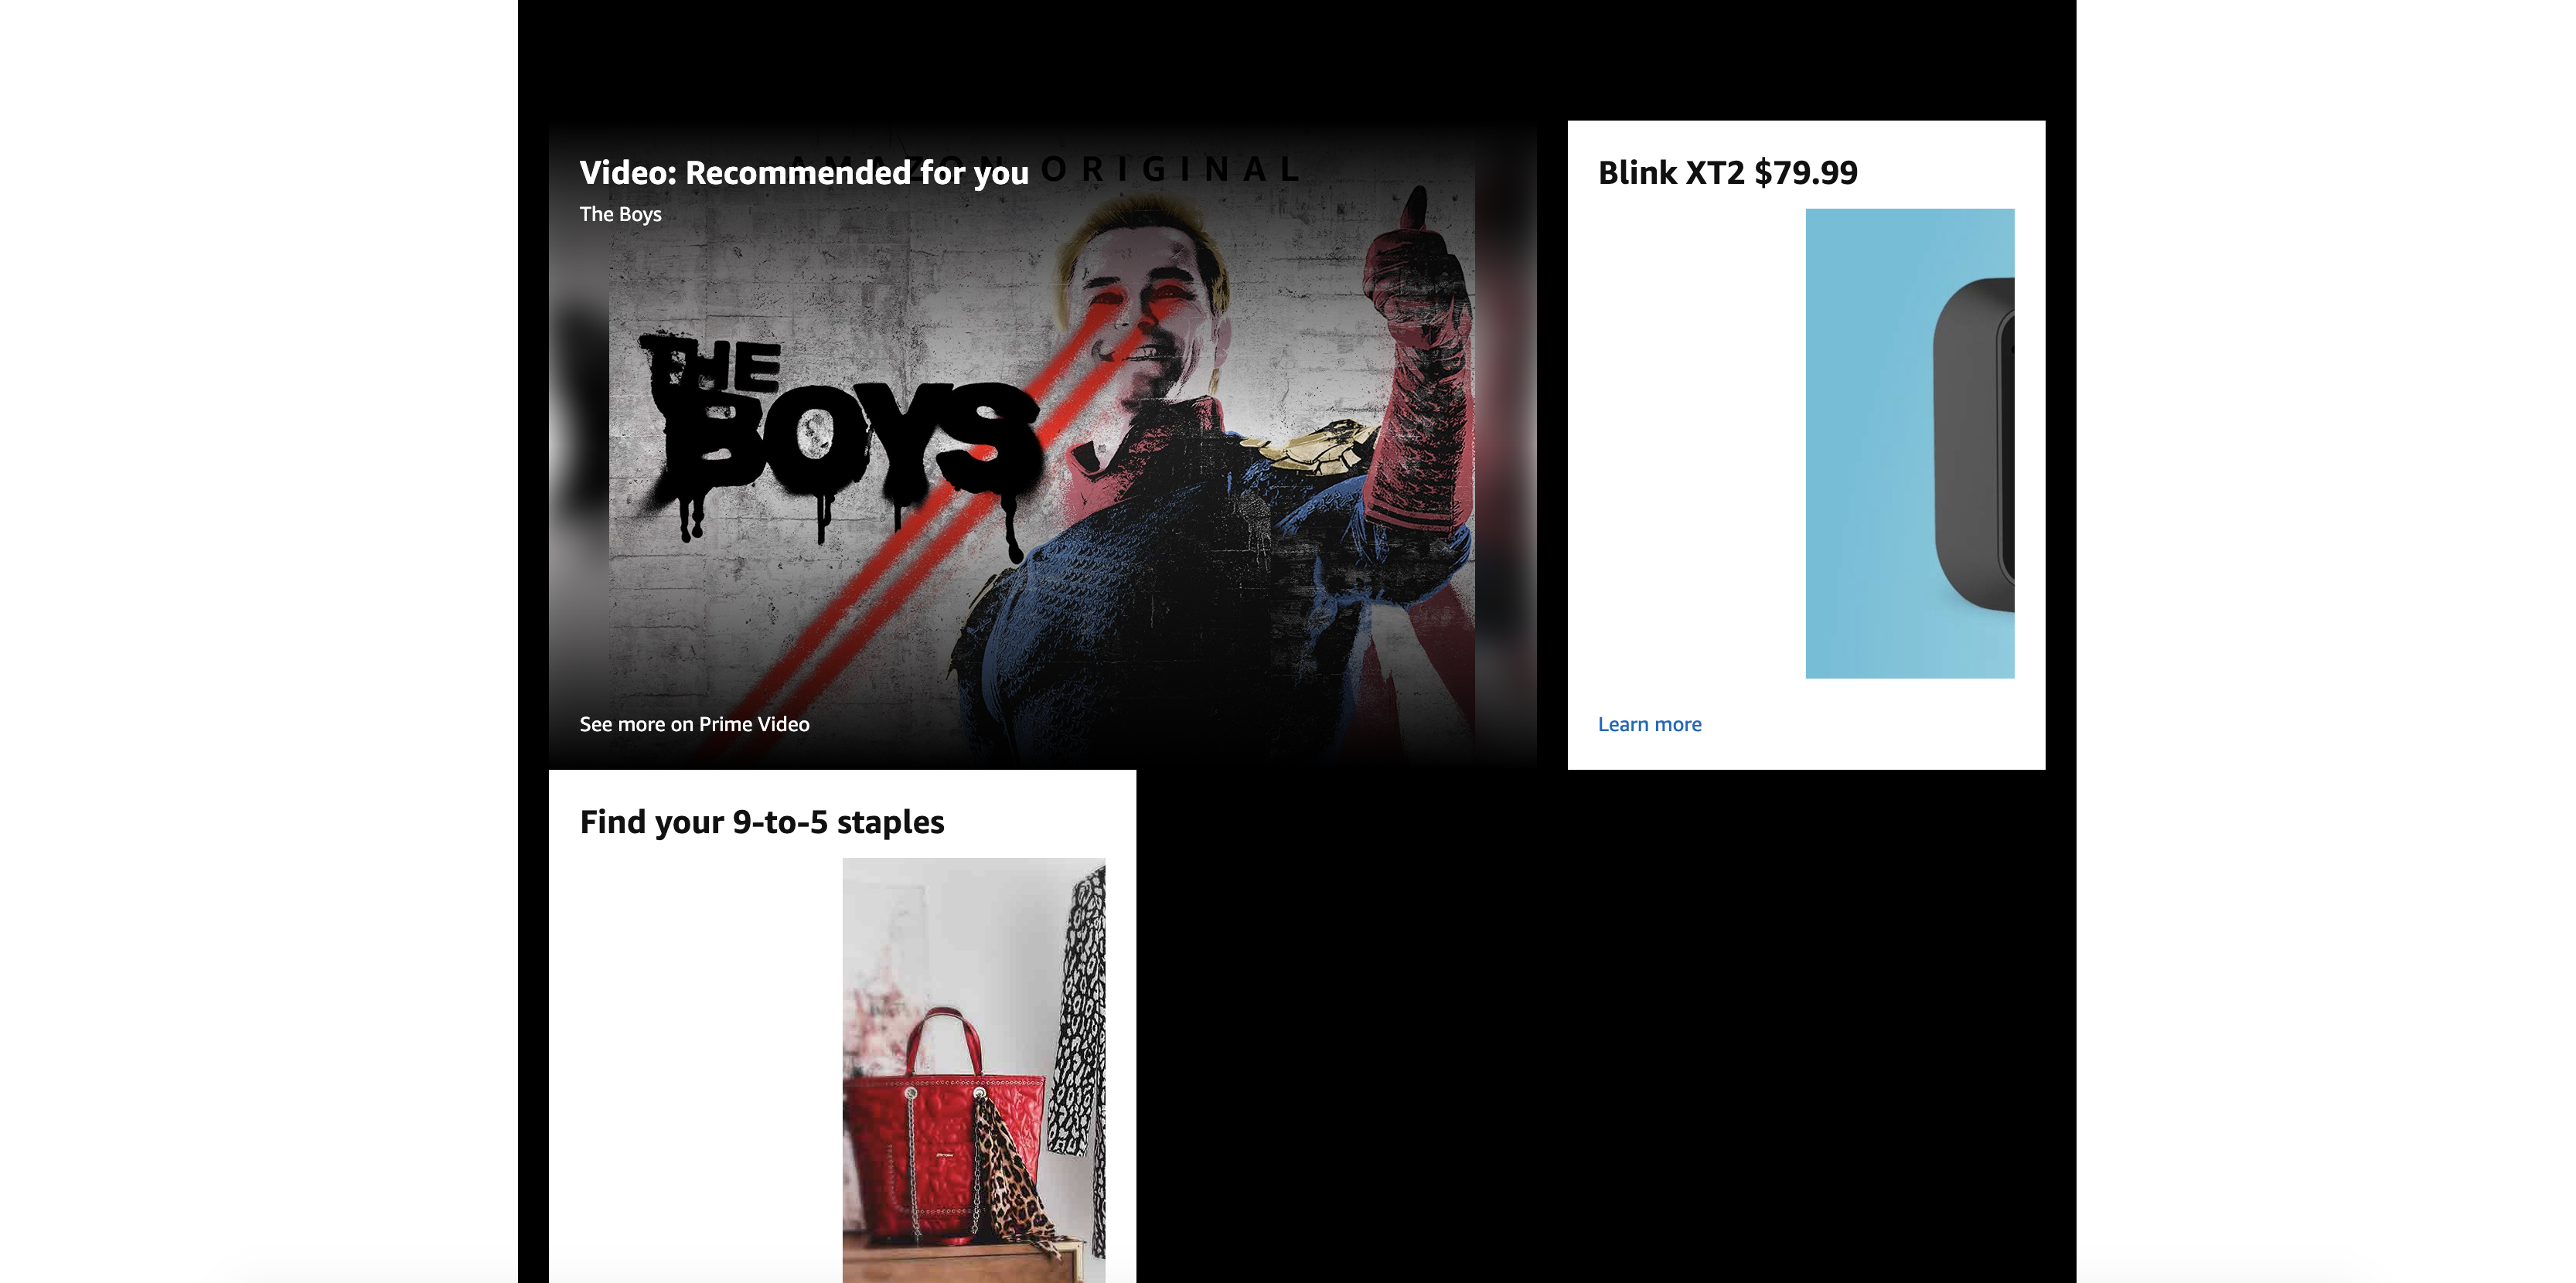 Video: Recommended for you
AMAZON ORIGINAL
The Boys
THE
BOYS
See more on Prime Video
Blink XT2 $79.99
Learn more
Find your 9-to-5 staples